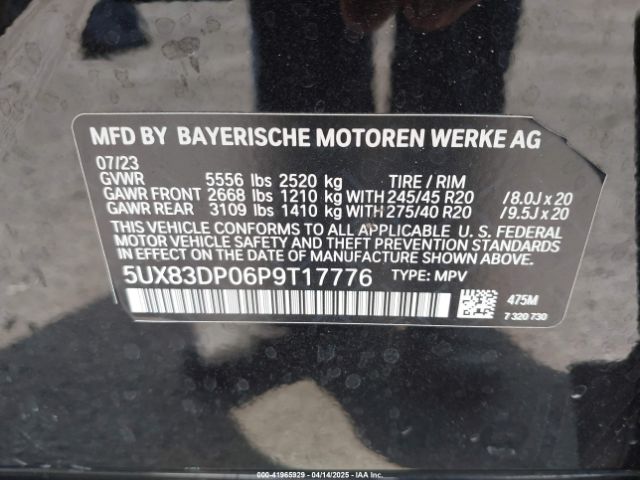 MFD BY BAYERISCHE MOTOREN WERKE AG
07/23
GVWR 5556 lbs 2520 kg TIRE / RIM
GAWR FRONT 2668 lbs 1210 kg WITH 245/45 R20 / 8.0J x 20
GAWR REAR 3109 lbs 1410 kg WITH 275/40 R20 / 9.5J x 20
THIS VEHICLE CONFORMS TO ALL APPLICABLE U. S. FEDERAL
MOTOR VEHICLE SAFETY AND THEFT PREVENTION STANDARDS
IN EFFECT ON THE DATE OF MANUFACTURE SHOWN ABOVE.
5UX83DP06P9T17776 TYPE: MPV
475M
7 320 730
000-41965929 - 04/14/2025 - IAA INC.